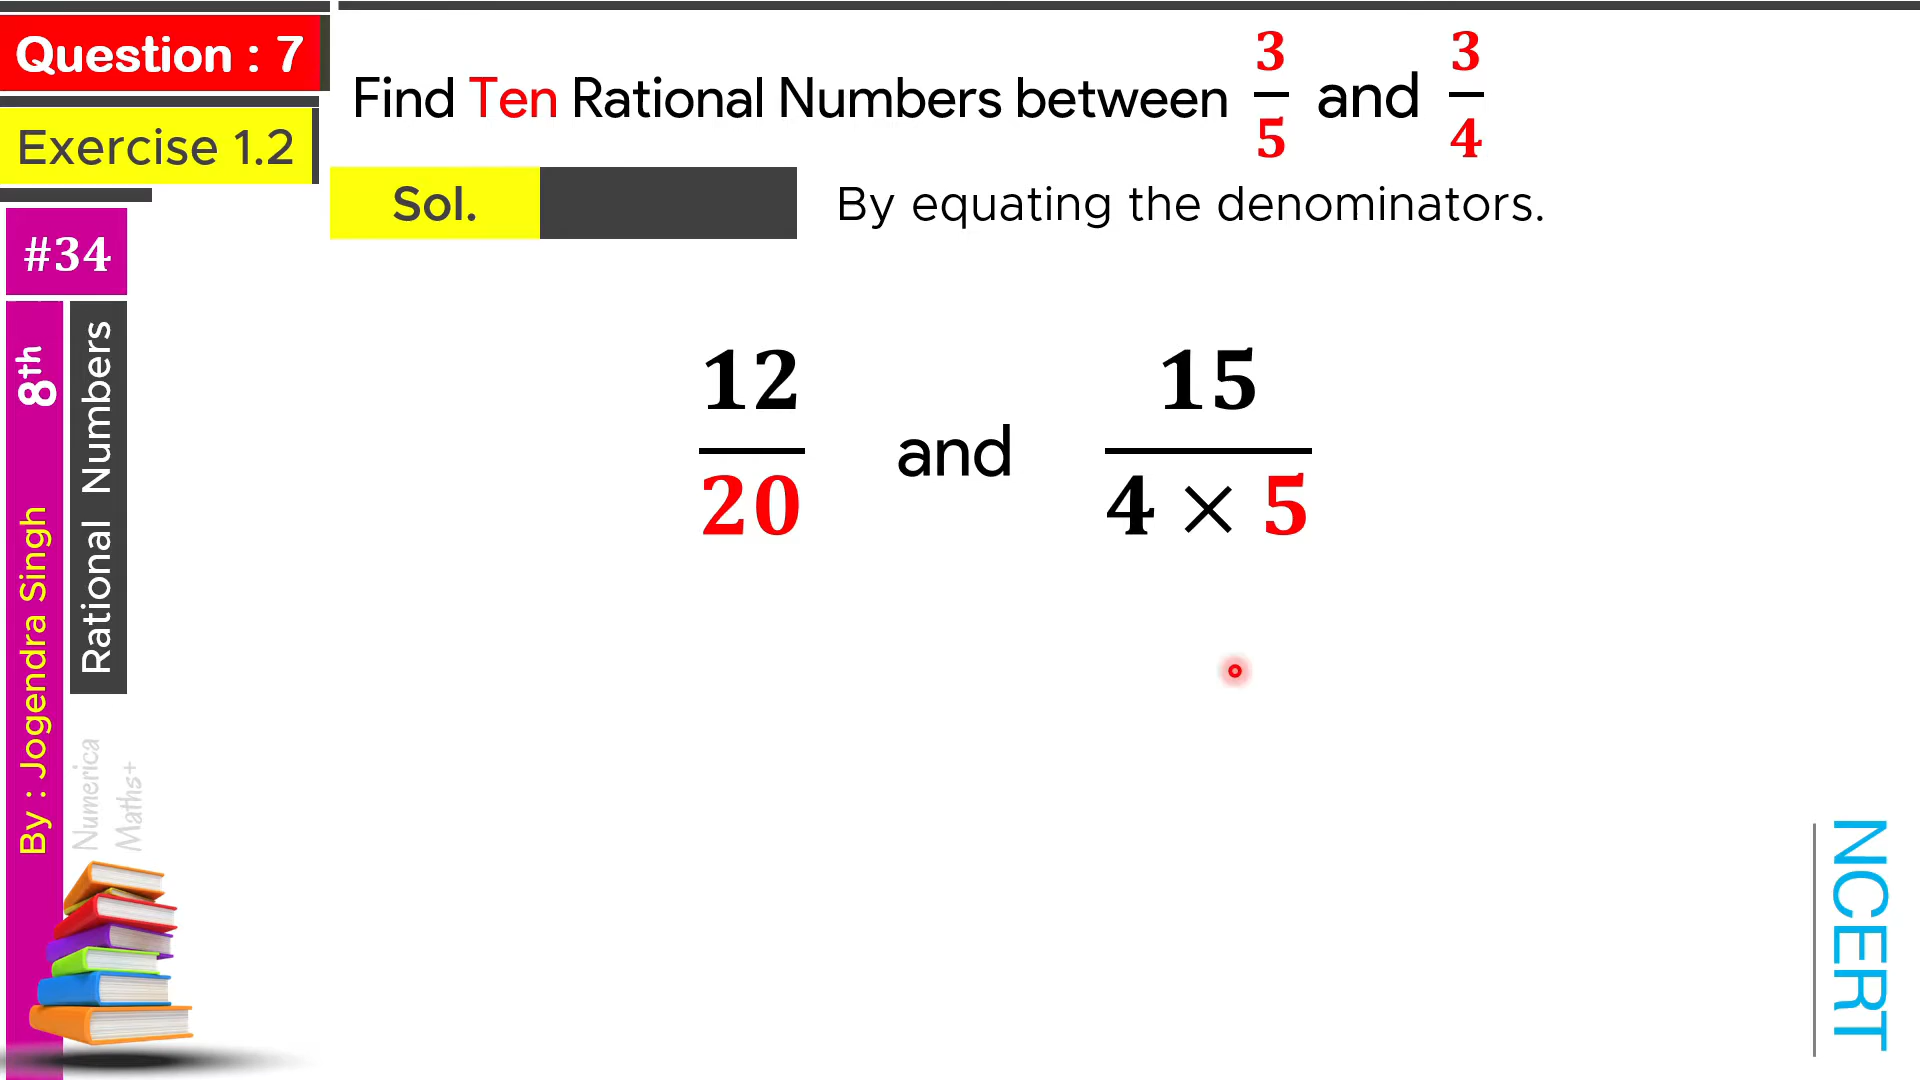 Question : 7
Exercise 1.2
#34
8th
By : Jogendra Singh
Rational Numbers
Numerica
Maths+
Find Ten Rational Numbers between 3/5 and 3/4
Sol.
By equating the denominators.
12/20 and 15/4 × 5
NCERT